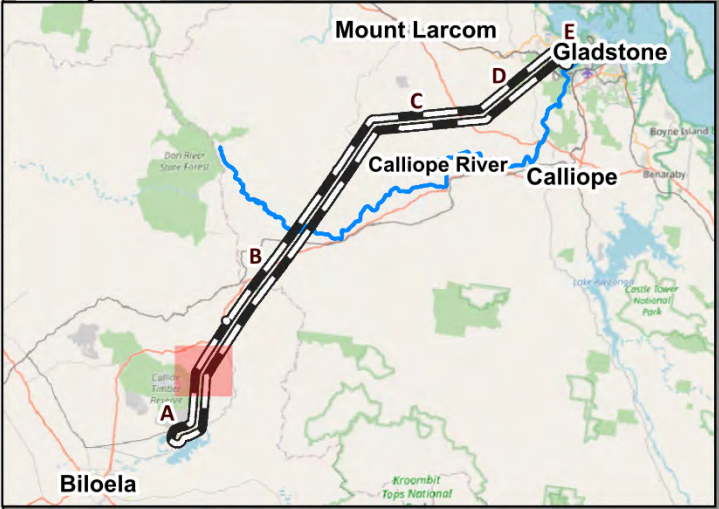 Mount Larcom
E
Gladstone
D
C
Don River
State Forest
Calliope River
Calliope
Boyne Island
Benaraby
B
Lake Awoonga
Castle Tower
National
Park
Callide
Timber
Reserve
A
Biloela
Kroombit
Tops National